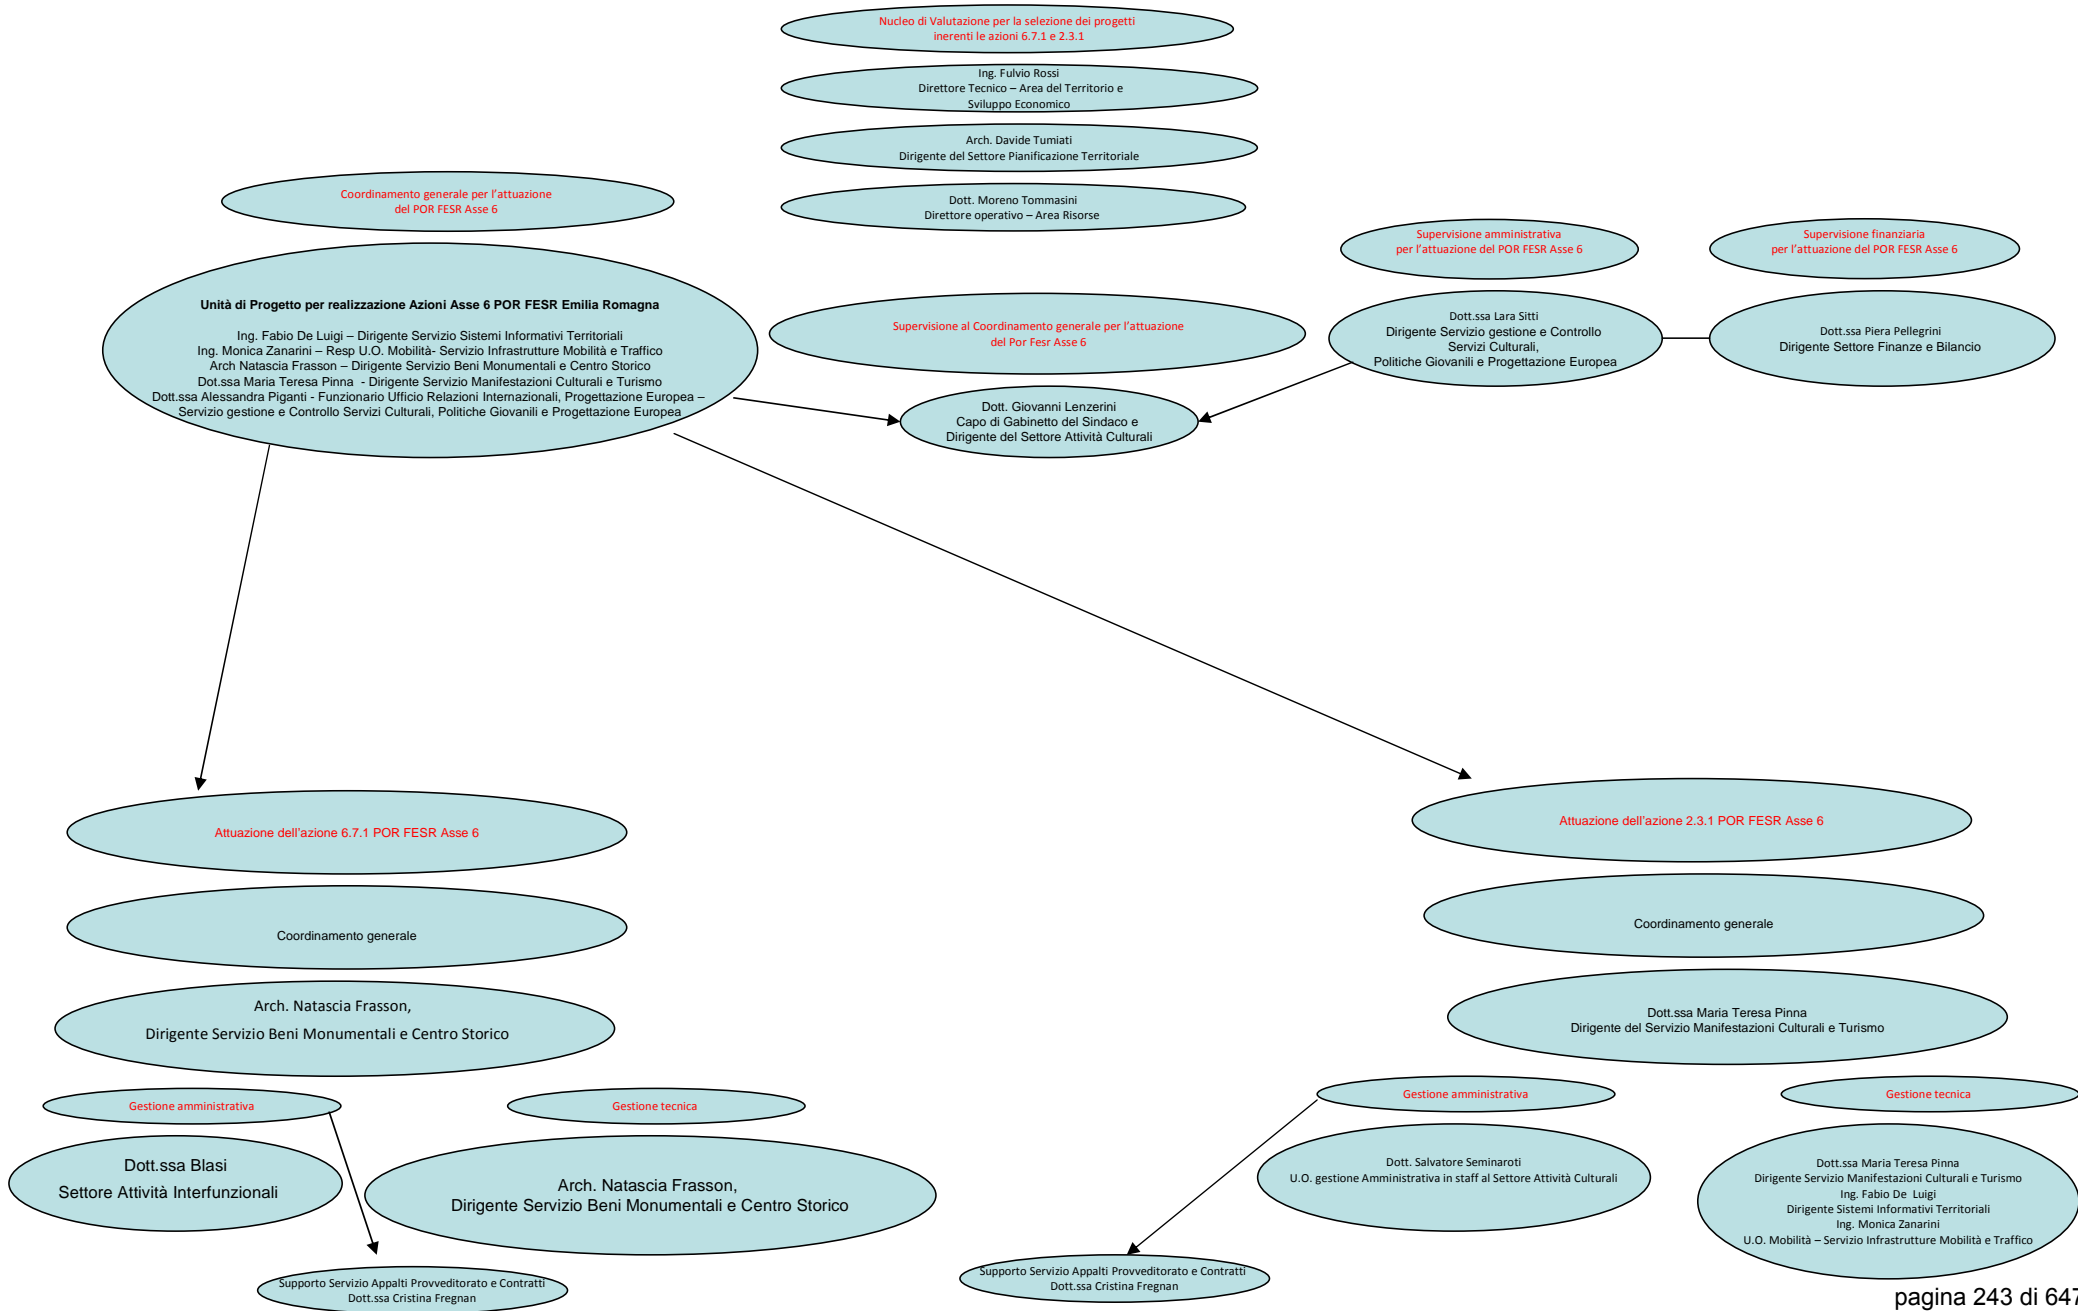 Nucleo di Valutazione per la selezione dei progetti
inerenti le azioni 6.7.1 e 2.3.1
Ing. Fulvio Rossi
Direttore Tecnico – Area del Territorio e
Sviluppo Economico
Arch. Davide Tumiati
Dirigente del Settore Pianificazione Territoriale
Dott. Moreno Tommasini
Direttore operativo – Area Risorse
Coordinamento generale per l'attuazione
del POR FESR Asse 6
Unità di Progetto per realizzazione Azioni Asse 6 POR FESR Emilia Romagna
Ing. Fabio De Luigi – Dirigente Servizio Sistemi Informativi Territoriali
Ing. Monica Zanarini – Resp U.O. Mobilità- Servizio Infrastrutture Mobilità e Traffico
Arch Natascia Frasson – Dirigente Servizio Beni Monumentali e Centro Storico
Dot.ssa Maria Teresa Pinna - Dirigente Servizio Manifestazioni Culturali e Turismo
Dott.ssa Alessandra Piganti - Funzionario Ufficio Relazioni Internazionali, Progettazione Europea –
Servizio gestione e Controllo Servizi Culturali, Politiche Giovanili e Progettazione Europea
Supervisione al Coordinamento generale per l'attuazione
del Por Fesr Asse 6
Dott. Giovanni Lenzerini
Capo di Gabinetto del Sindaco e
Dirigente del Settore Attività Culturali
Supervisione amministrativa
per l'attuazione del POR FESR Asse 6
Dott.ssa Lara Sitti
Dirigente Servizio gestione e Controllo
Servizi Culturali,
Politiche Giovanili e Progettazione Europea
Supervisione finanziaria
per l'attuazione del POR FESR Asse 6
Dott.ssa Piera Pellegrini
Dirigente Settore Finanze e Bilancio
Attuazione dell'azione 6.7.1 POR FESR Asse 6
Coordinamento generale
Arch. Natascia Frasson,
Dirigente Servizio Beni Monumentali e Centro Storico
Gestione amministrativa
Dott.ssa Blasi
Settore Attività Interfunzionali
Gestione tecnica
Arch. Natascia Frasson,
Dirigente Servizio Beni Monumentali e Centro Storico
Supporto Servizio Appalti Provveditorato e Contratti
Dott.ssa Cristina Fregnan
Attuazione dell'azione 2.3.1 POR FESR Asse 6
Coordinamento generale
Dott.ssa Maria Teresa Pinna
Dirigente del Servizio Manifestazioni Culturali e Turismo
Gestione amministrativa
Dott. Salvatore Seminaroti
U.O. gestione Amministrativa in staff al Settore Attività Culturali
Gestione tecnica
Dott.ssa Maria Teresa Pinna
Dirigente Servizio Manifestazioni Culturali e Turismo
Ing. Fabio De Luigi
Dirigente Sistemi Informativi Territoriali
Ing. Monica Zanarini
U.O. Mobilità – Servizio Infrastrutture Mobilità e Traffico
Supporto Servizio Appalti Provveditorato e Contratti
Dott.ssa Cristina Fregnan
pagina 243 di 647